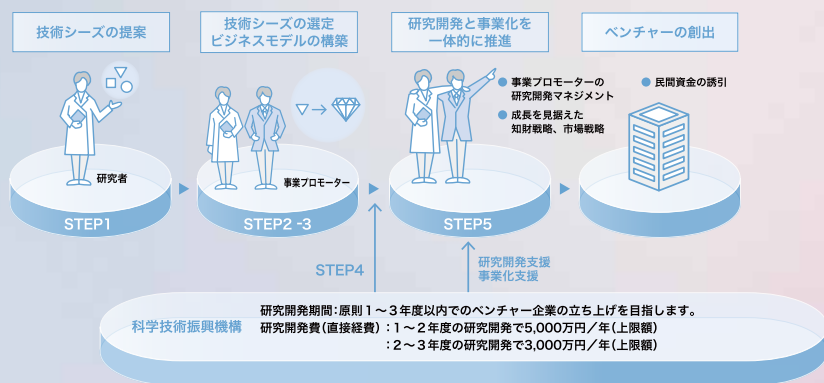 技術シーズの提案
技術シーズの選定
ビジネスモデルの構築
研究開発と事業化を
一体的に推進
ベンチャーの創出
● 事業プロモーターの
研究開発マネジメント
● 成長を見据えた
知財戦略、市場戦略
● 民間資金の誘引
研究者
事業プロモーター
STEP1
STEP2 -3
STEP5
STEP4
研究開発支援
事業化支援
科学技術振興機構
研究開発期間：原則１～３年度以内でのベンチャー企業の立ち上げを目指します。
研究開発費（直接経費）：１～２年度の研究開発で5,000万円／年（上限額）
：２～３年度の研究開発で3,000万円／年（上限額）